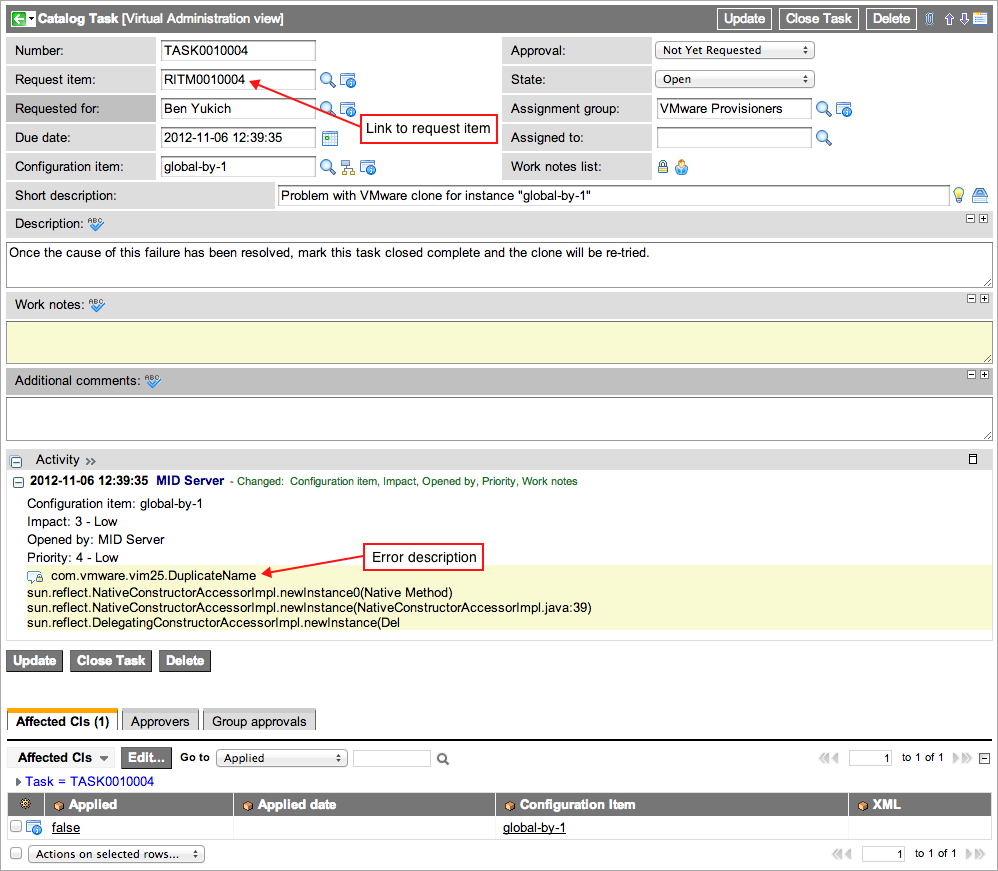 Catalog Task [Virtual Administration view] Update Close Task Delete
Number: TASK0010004 Approval: Not Yet Requested
Request item: RITM0010004 State: Open
Requested for: Ben Yukich Assignment group: VMware Provisioners
Link to request item
Due date: 2012-11-06 12:39:35 Assigned to:
Configuration item: global-by-1 Work notes list:
Short description: Problem with VMware clone for instance "global-by-1"
Description: ABC
Once the cause of this failure has been resolved, mark this task closed complete and the clone will be re-tried.
Work notes: ABC
Additional comments: ABC
Activity
2012-11-06 12:39:35 MID Server - Changed: Configuration item, Impact, Opened by, Priority, Work notes
Configuration item: global-by-1
Impact: 3 - Low
Opened by: MID Server
Priority: 4 - Low
Error description
com.vmware.vim25.DuplicateName
sun.reflect.NativeConstructorAccessorImpl.newInstance0(Native Method)
sun.reflect.NativeConstructorAccessorImpl.newInstance(NativeConstructorAccessorImpl.java:39)
sun.reflect.DelegatingConstructorAccessorImpl.newInstance(Del
Update Close Task Delete
Affected CIs (1) Approvers Group approvals
Affected CIs Edit... Go to Applied 1 to 1 of 1
Task = TASK0010004
Applied Applied date Configuration Item XML
false global-by-1
Actions on selected rows... 1 to 1 of 1